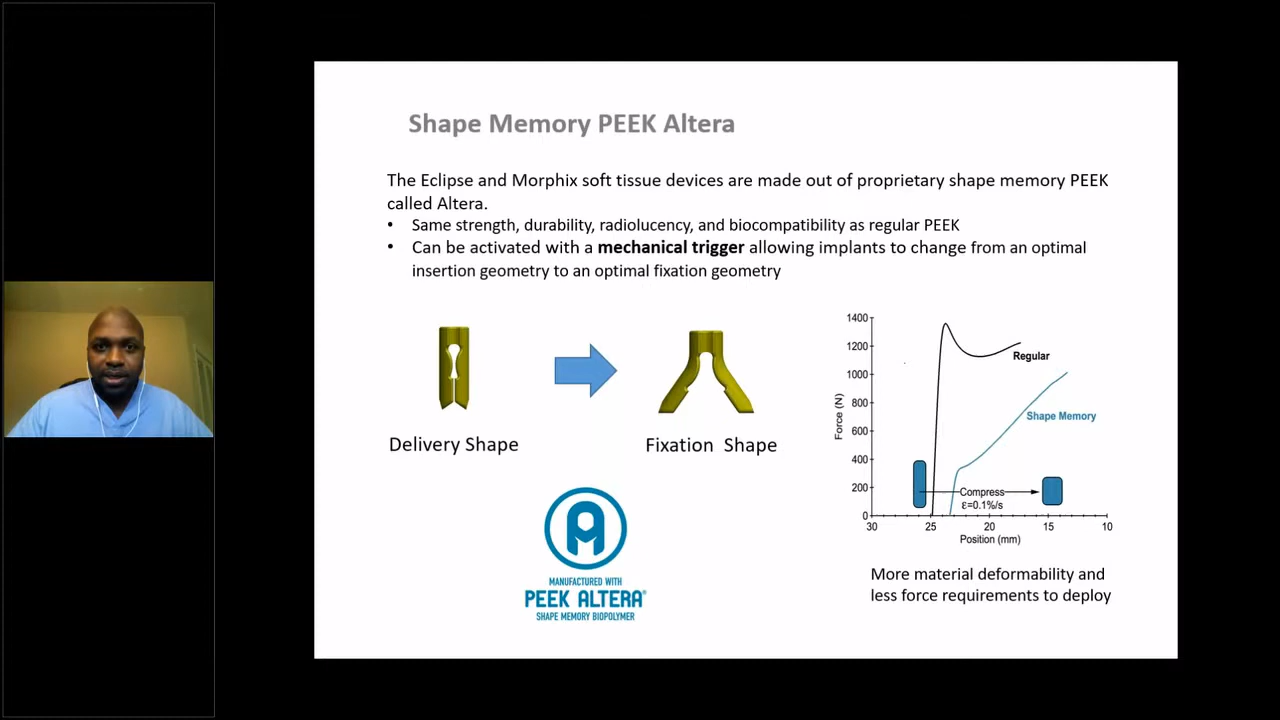 Shape Memory PEEK Altera
The Eclipse and Morphix soft tissue devices are made out of proprietary shape memory PEEK
called Altera.
• Same strength, durability, radiolucency, and biocompatibility as regular PEEK
• Can be activated with a mechanical trigger allowing implants to change from an optimal
insertion geometry to an optimal fixation geometry
Delivery Shape
Fixation Shape
A
MANUFACTURED WITH
PEEK ALTERA®
SHAPE MEMORY BIOPOLYMER
Force (N)
1400
1200
1000
800
600
400
200
0
Regular
Shape Memory
Compress
ε=0.1%/s
30 25 20 15 10
Position (mm)
More material deformability and
less force requirements to deploy